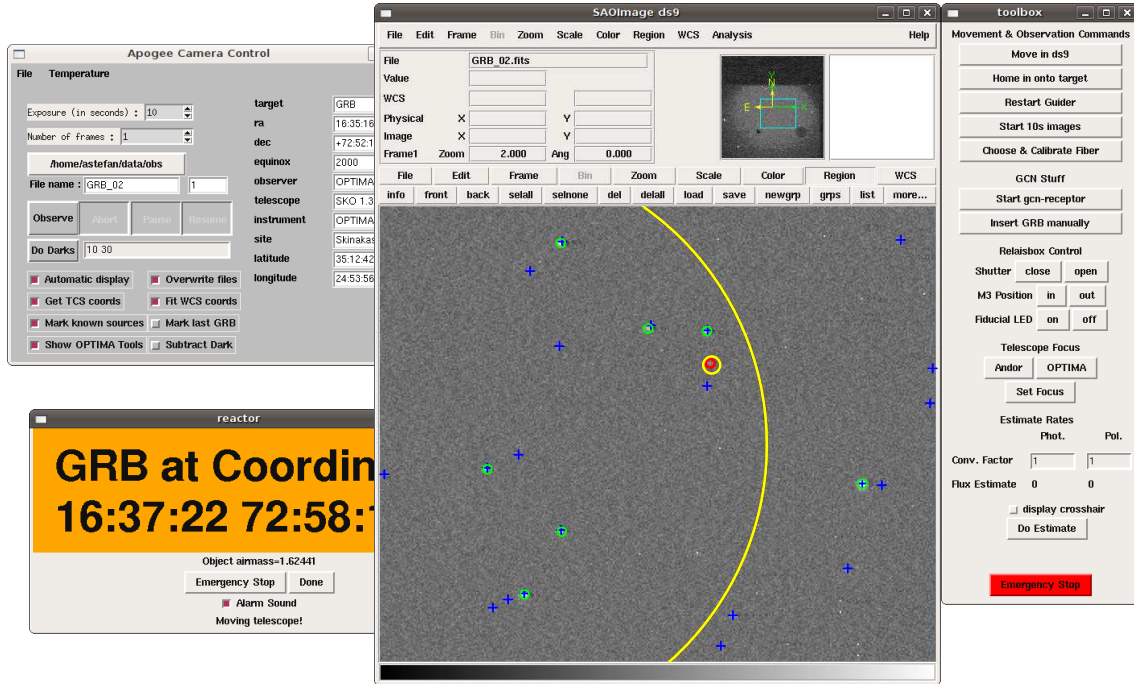 Apogee Camera Control
File Temperature
Exposure (in seconds) : 10
Number of frames : 1
/home/astefan/data/obs
File name : GRB_02 1
Observe Abort Pause Resume
Do Darks 10 30
Automatic display Overwrite files
Get TCS coords Fit WCS coords
Mark known sources Mark last GRB
Show OPTIMA Tools Subtract Dark
target GRB
ra 16:35:16
dec +72:52:1
equinox 2000
observer OPTIMA
telescope SKO 1.3
instrument OPTIMA
site Skinakas
latitude 35:12:42
longitude 24:53:56
reactor
GRB at Coordin
16:37:22 72:58:1
Object airmass=1.62441
Emergency Stop Done
Alarm Sound
Moving telescope!
SAOImage ds9
File Edit Frame Bin Zoom Scale Color Region WCS Analysis Help
File GRB_02.fits
Value
WCS
Physical X Y
Image X Y
Frame1 Zoom 2.000 Ang 0.000
Y
N
E X
File Edit Frame Bin Zoom Scale Color Region WCS
info front back selall selnone del delall load save newgrp grps list more...
toolbox
Movement & Observation Commands
Move in ds9
Home in onto target
Restart Guider
Start 10s images
Choose & Calibrate Fiber
GCN Stuff
Start gcn-receptor
Insert GRB manually
Relaisbox Control
Shutter close open
M3 Position in out
Fiducial LED on off
Telescope Focus
Andor OPTIMA
Set Focus
Estimate Rates
Phot. Pol.
Conv. Factor 1 1
Flux Estimate 0 0
display crosshair
Do Estimate
Emergency Stop